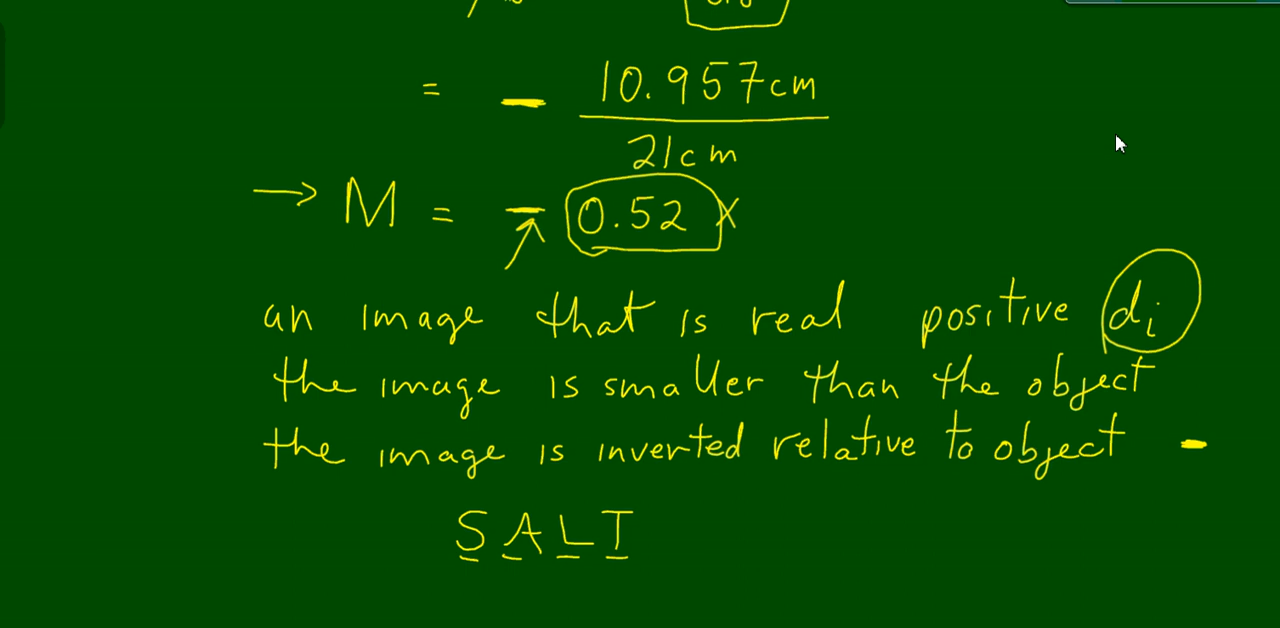 = - 10.957cm
21cm
→ M = - 0.52 x
an image that is real positive di
the image is smaller than the object
the image is inverted relative to object -
SALT